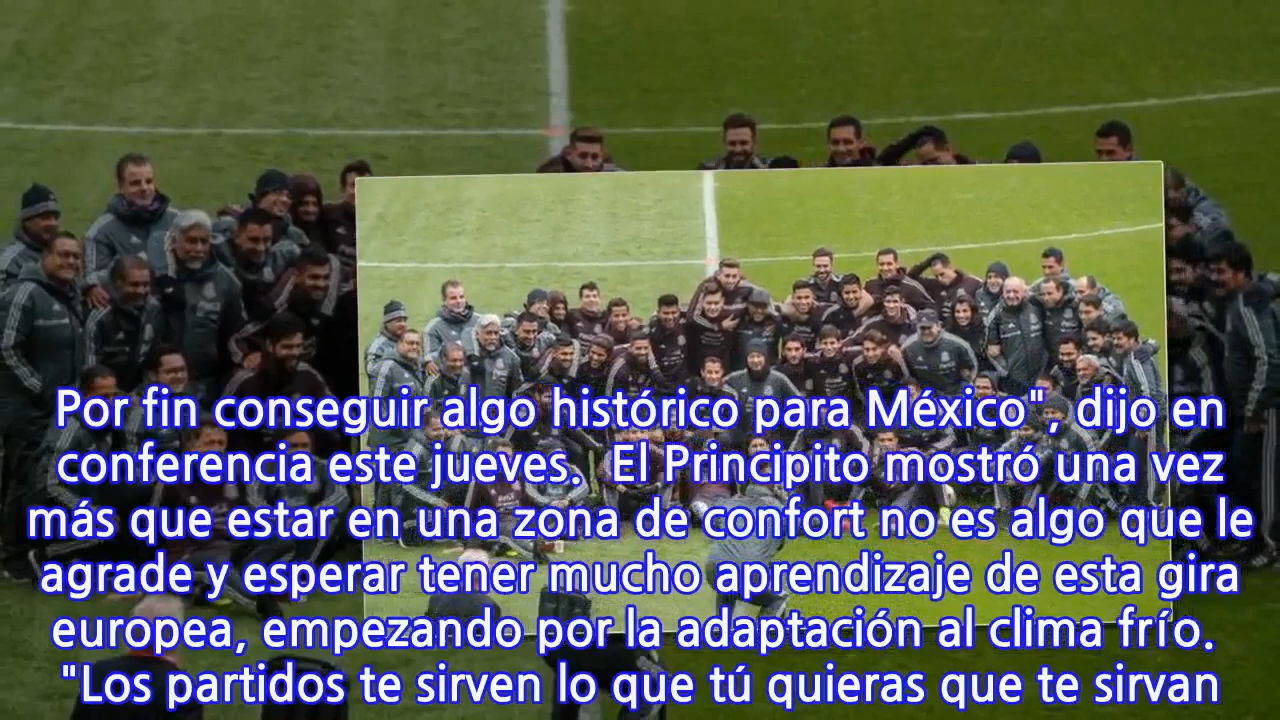 Por fin conseguir algo histórico para México", dijo en
conferencia este jueves.  El Principito mostró una vez
más que estar en una zona de confort no es algo que le
agrade y esperar tener mucho aprendizaje de esta gira
europea, empezando por la adaptación al clima frío.
"Los partidos te sirven lo que tú quieras que te sirvan